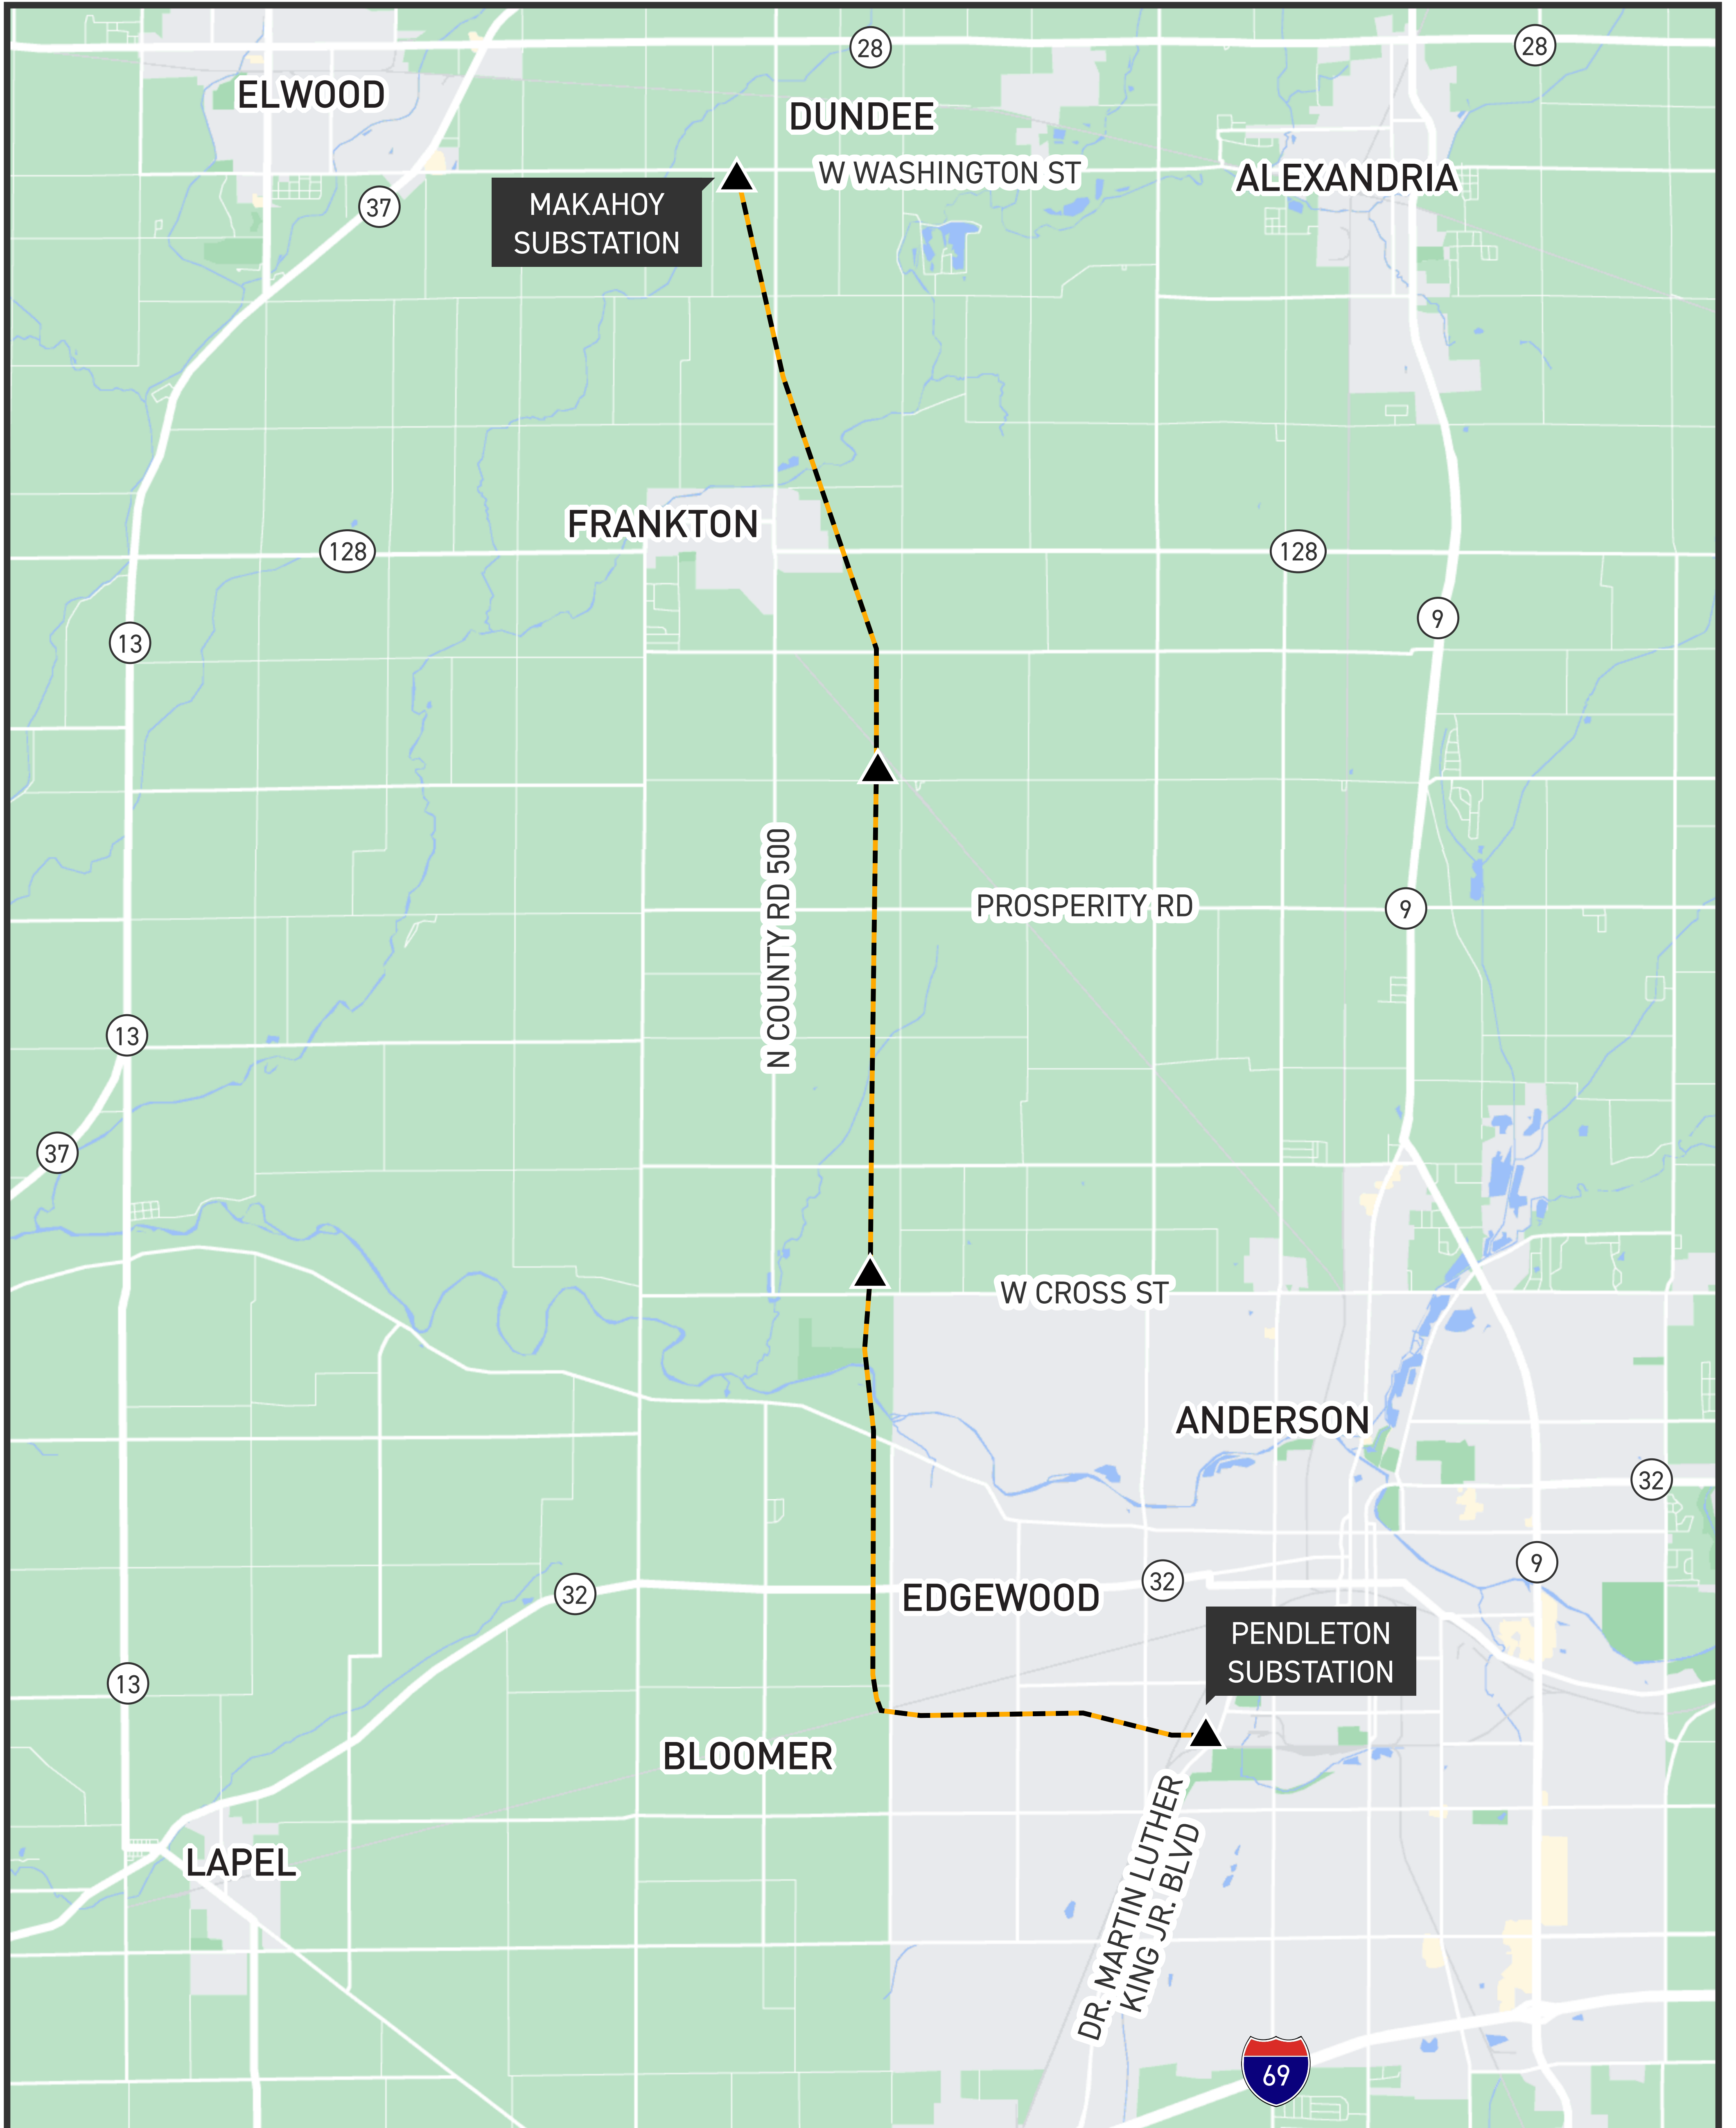 28
28
ELWOOD
DUNDEE
W WASHINGTON ST
ALEXANDRIA
MAKAHOY
SUBSTATION
37
FRANKTON
128
128
9
13
N COUNTY RD 500
PROSPERITY RD
9
13
37
W CROSS ST
ANDERSON
32
9
32
EDGEWOOD
32
PENDLETON
SUBSTATION
13
BLOOMER
DR. MARTIN LUTHER
KING JR. BLVD
LAPEL
69